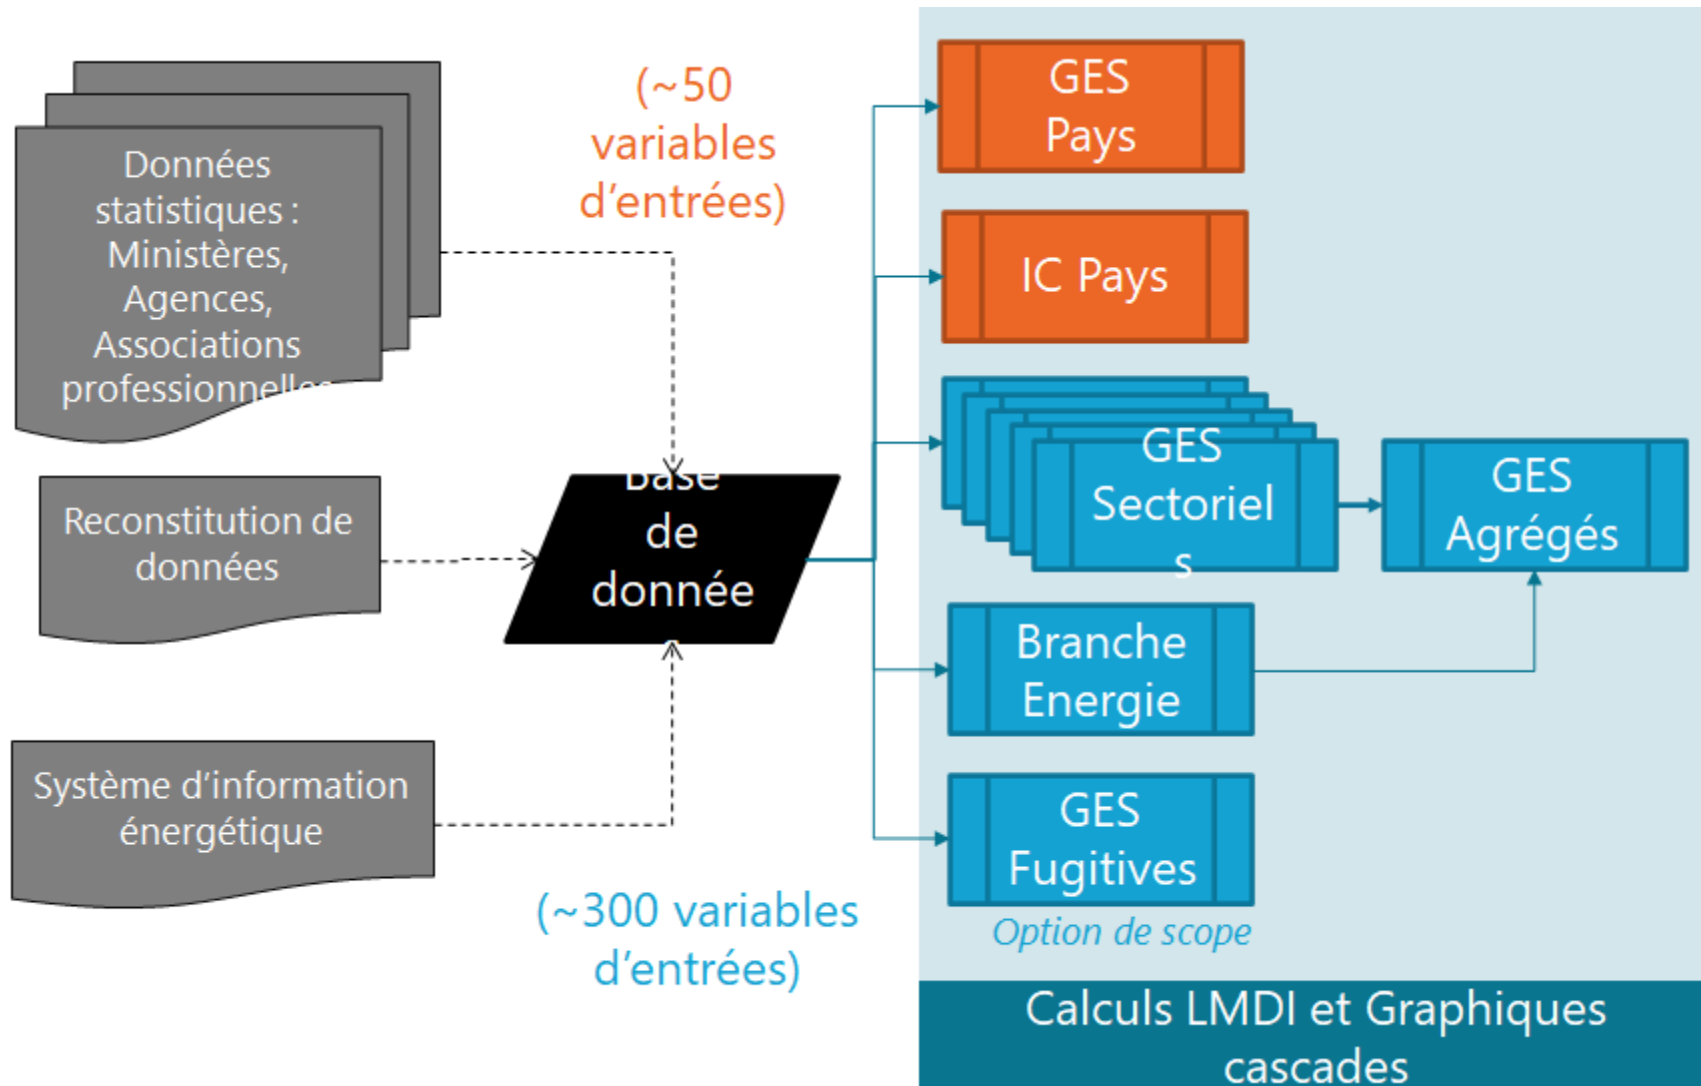 Données
statistiques :
Ministères,
Agences,
Associations
professionnelles
Reconstitution de
données
Système d'information
énergétique
(~50
variables
d'entrées)
Base
de
donnée
(~300 variables
d'entrées)
GES
Pays
IC Pays
GES
Sectoriel
s
GES
Agrégés
Branche
Energie
GES
Fugitives
Option de scope
Calculs LMDI et Graphiques
cascades